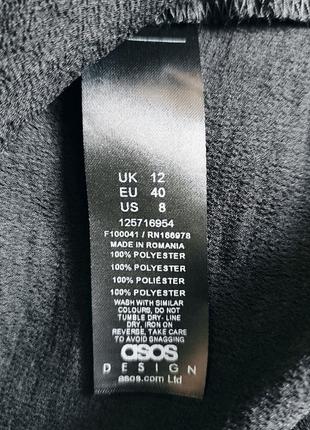 UK 12
EU 40
US 8
125716954
F100041 / RN166978
MADE IN ROMANIA
100% POLYESTER
100% POLYESTER
100% POLIÉSTER
100% POLYESTER
WASH WITH SIMILAR
COLOURS, DO NOT
TUMBLE DRY- LINE
DRY, IRON ON
REVERSE, TAKE CARE
TO AVOID SNAGGING
asos
DESIGN
asos.com Ltd